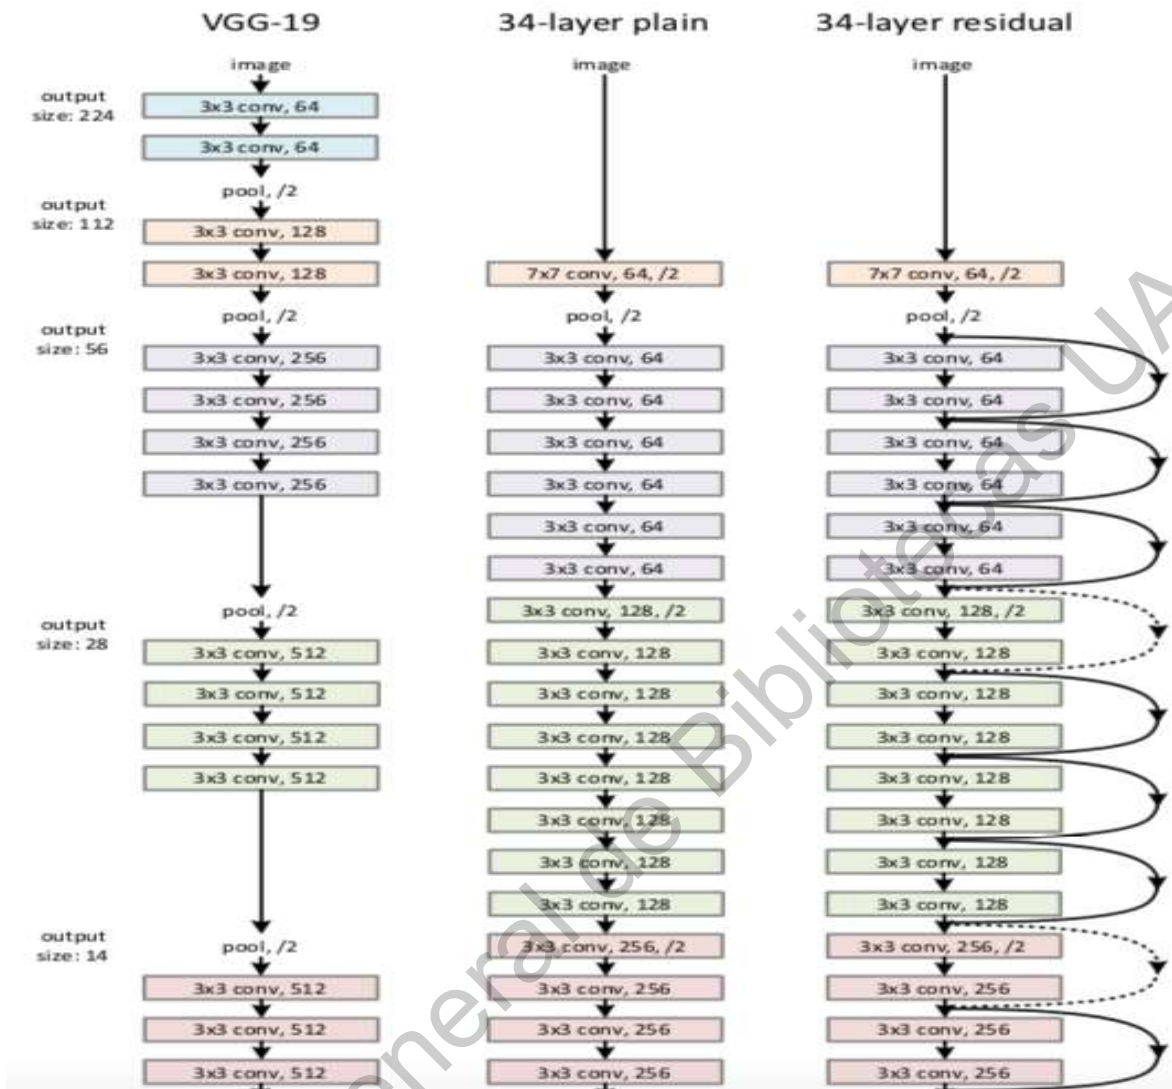 VGG-19
image
output
size: 224
3x3 conv, 64
3x3 conv, 64
pool, /2
output
size: 112
3x3 conv, 128
3x3 conv, 128
pool, /2
output
size: 56
3x3 conv, 256
3x3 conv, 256
3x3 conv, 256
3x3 conv, 256
pool, /2
output
size: 28
3x3 conv, 512
3x3 conv, 512
3x3 conv, 512
3x3 conv, 512
pool, /2
output
size: 14
3x3 conv, 512
3x3 conv, 512
3x3 conv, 512
34-layer plain
image
7x7 conv, 64, /2
pool, /2
3x3 conv, 64
3x3 conv, 64
3x3 conv, 64
3x3 conv, 64
3x3 conv, 64
3x3 conv, 64
3x3 conv, 128, /2
3x3 conv, 128
3x3 conv, 128
3x3 conv, 128
3x3 conv, 128
3x3 conv, 128
3x3 conv, 128
3x3 conv, 128
3x3 conv, 256, /2
3x3 conv, 256
3x3 conv, 256
3x3 conv, 256
34-layer residual
image
7x7 conv, 64, /2
pool, /2
3x3 conv, 64
3x3 conv, 64
3x3 conv, 64
3x3 conv, 64
3x3 conv, 64
3x3 conv, 64
3x3 conv, 128, /2
3x3 conv, 128
3x3 conv, 128
3x3 conv, 128
3x3 conv, 128
3x3 conv, 128
3x3 conv, 128
3x3 conv, 128
3x3 conv, 256, /2
3x3 conv, 256
3x3 conv, 256
3x3 conv, 256
eneral de Bibliotecas UA